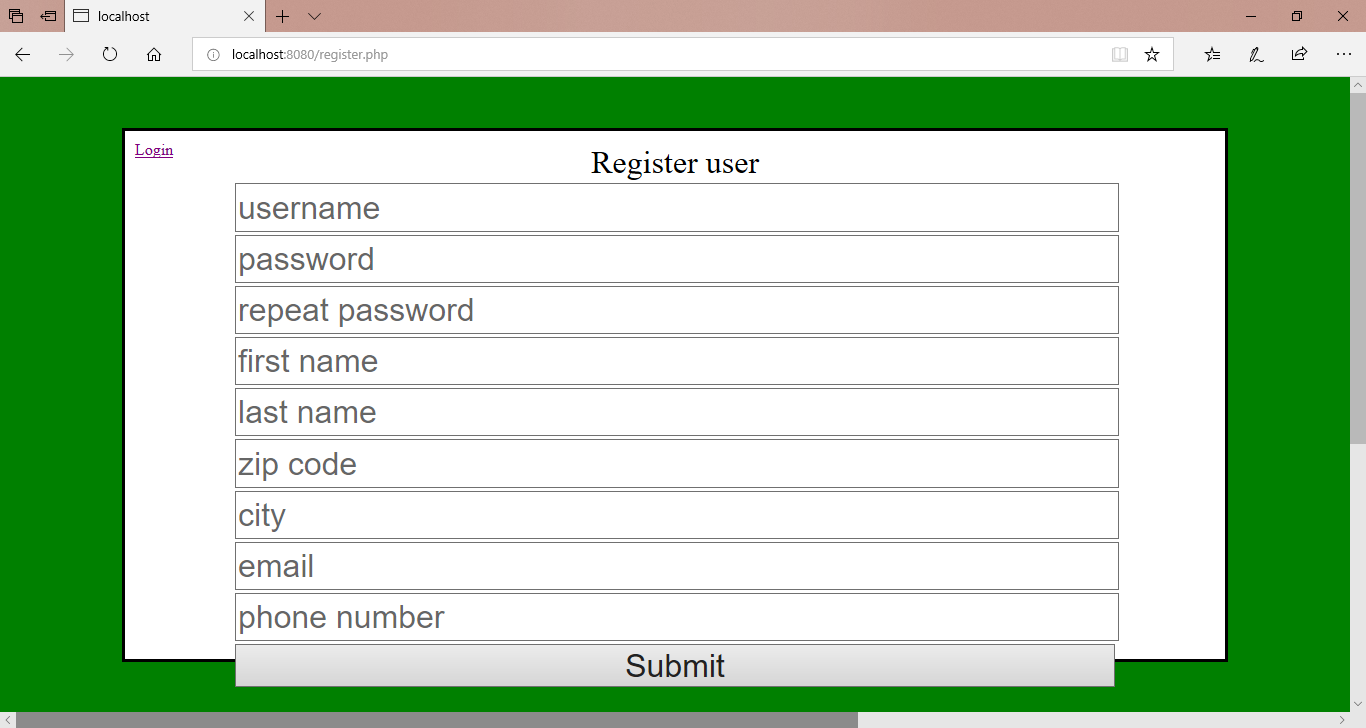 localhost
localhost:8080/register.php
Login
Register user
username
password
repeat password
first name
last name
zip code
city
email
phone number
Submit